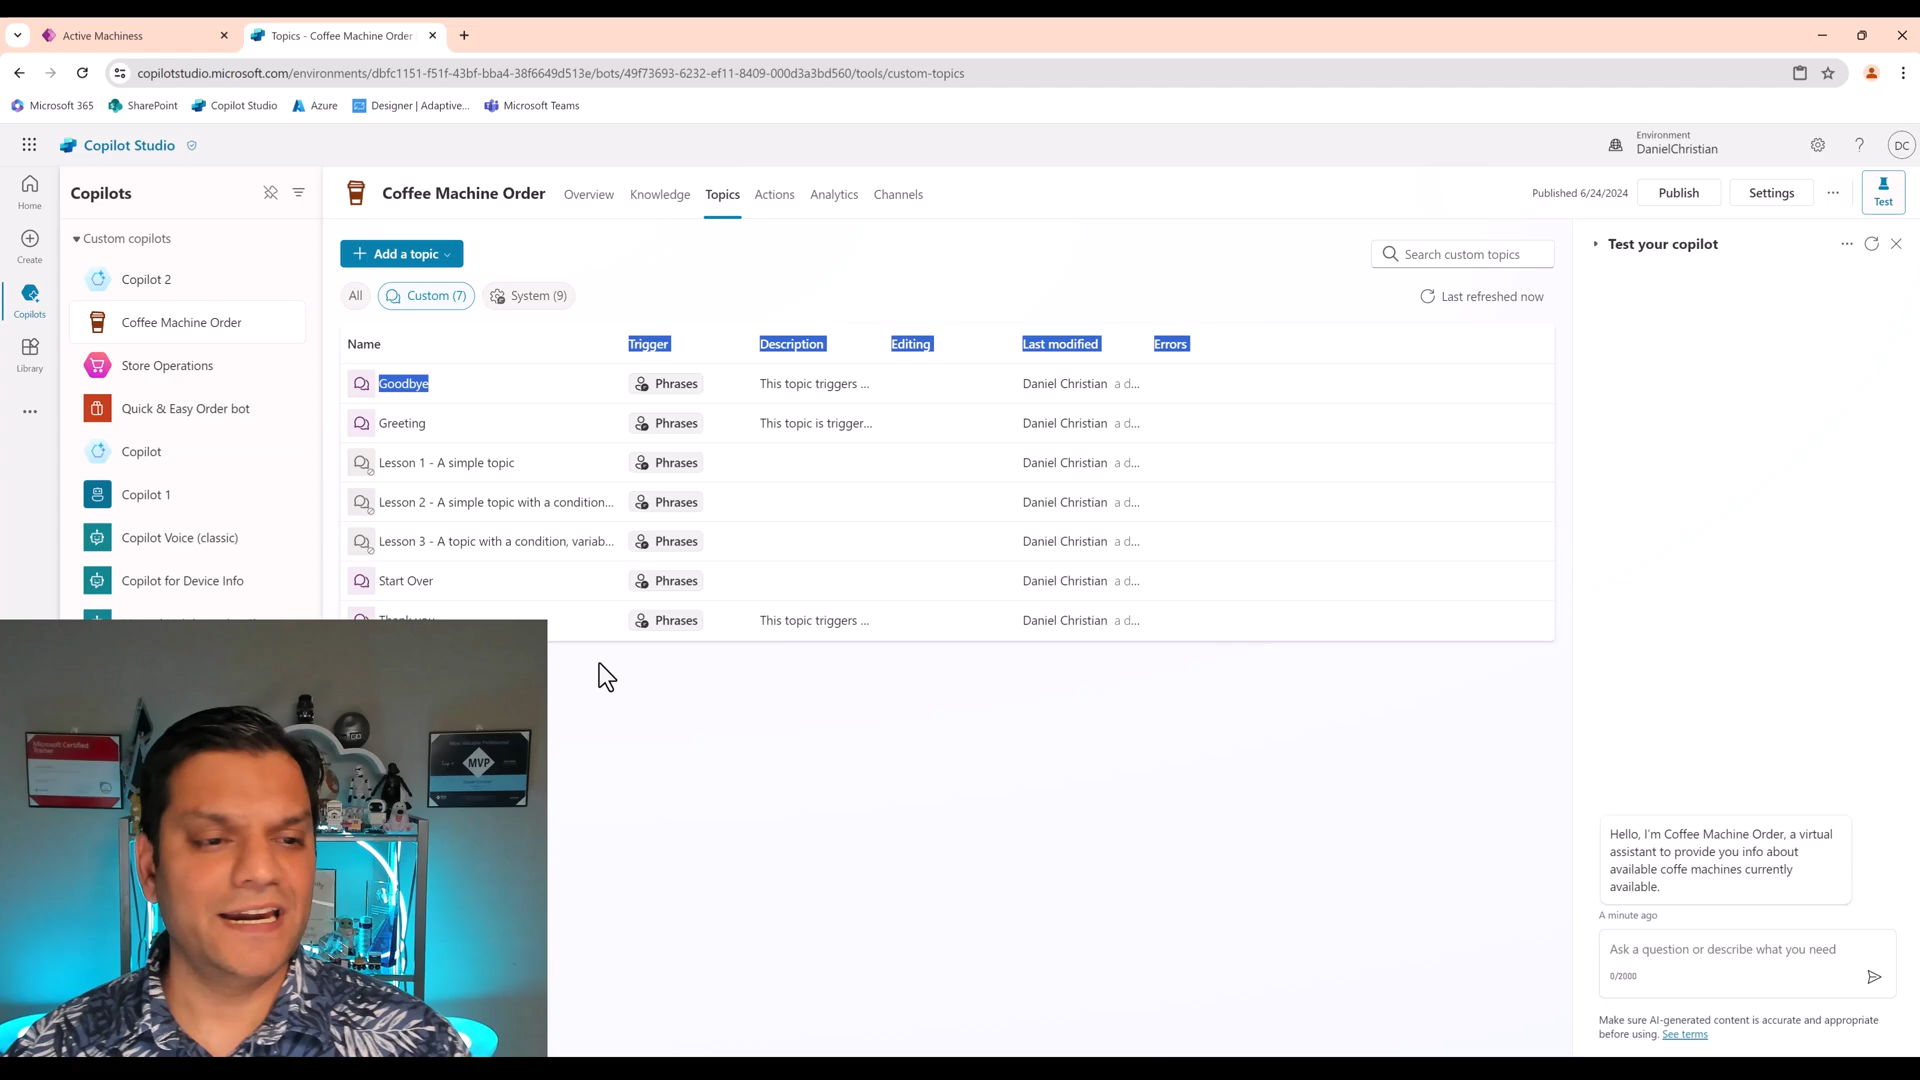 Active Machiness
Topics - Coffee Machine Order
copilotstudio.microsoft.com/environments/dbfc1151-f51f-43bf-bba4-38f6649d513e/bots/49f73693-6232-ef11-8409-000d3a3bd560/tools/custom-topics
Microsoft 365 SharePoint Copilot Studio Azure Designer | Adaptive... Microsoft Teams
Copilot Studio
Environment
DanielChristian
DC
Home
Create
Copilots
Library
Copilots
Custom copilots
Copilot 2
Coffee Machine Order
Store Operations
Quick & Easy Order bot
Copilot
Copilot 1
Copilot Voice (classic)
Copilot for Device Info
Coffee Machine Order Overview Knowledge Topics Actions Analytics Channels
Published 6/24/2024 Publish Settings ... Test
+ Add a topic
Search custom topics
All Custom (7) System (9)
Last refreshed now
Name Trigger Description Editing Last modified Errors
Goodbye Phrases This topic triggers ... Daniel Christian a d...
Greeting Phrases This topic is trigger... Daniel Christian a d...
Lesson 1 - A simple topic Phrases Daniel Christian a d...
Lesson 2 - A simple topic with a condition... Phrases Daniel Christian a d...
Lesson 3 - A topic with a condition, variab... Phrases Daniel Christian a d...
Start Over Phrases Daniel Christian a d...
Phrases This topic triggers ... Daniel Christian a d...
Test your copilot
Hello, I'm Coffee Machine Order, a virtual
assistant to provide you info about
available coffe machines currently
available.
A minute ago
Ask a question or describe what you need
0/2000
Make sure AI-generated content is accurate and appropriate
before using. See terms
Microsoft Certified
Trainer
MVP